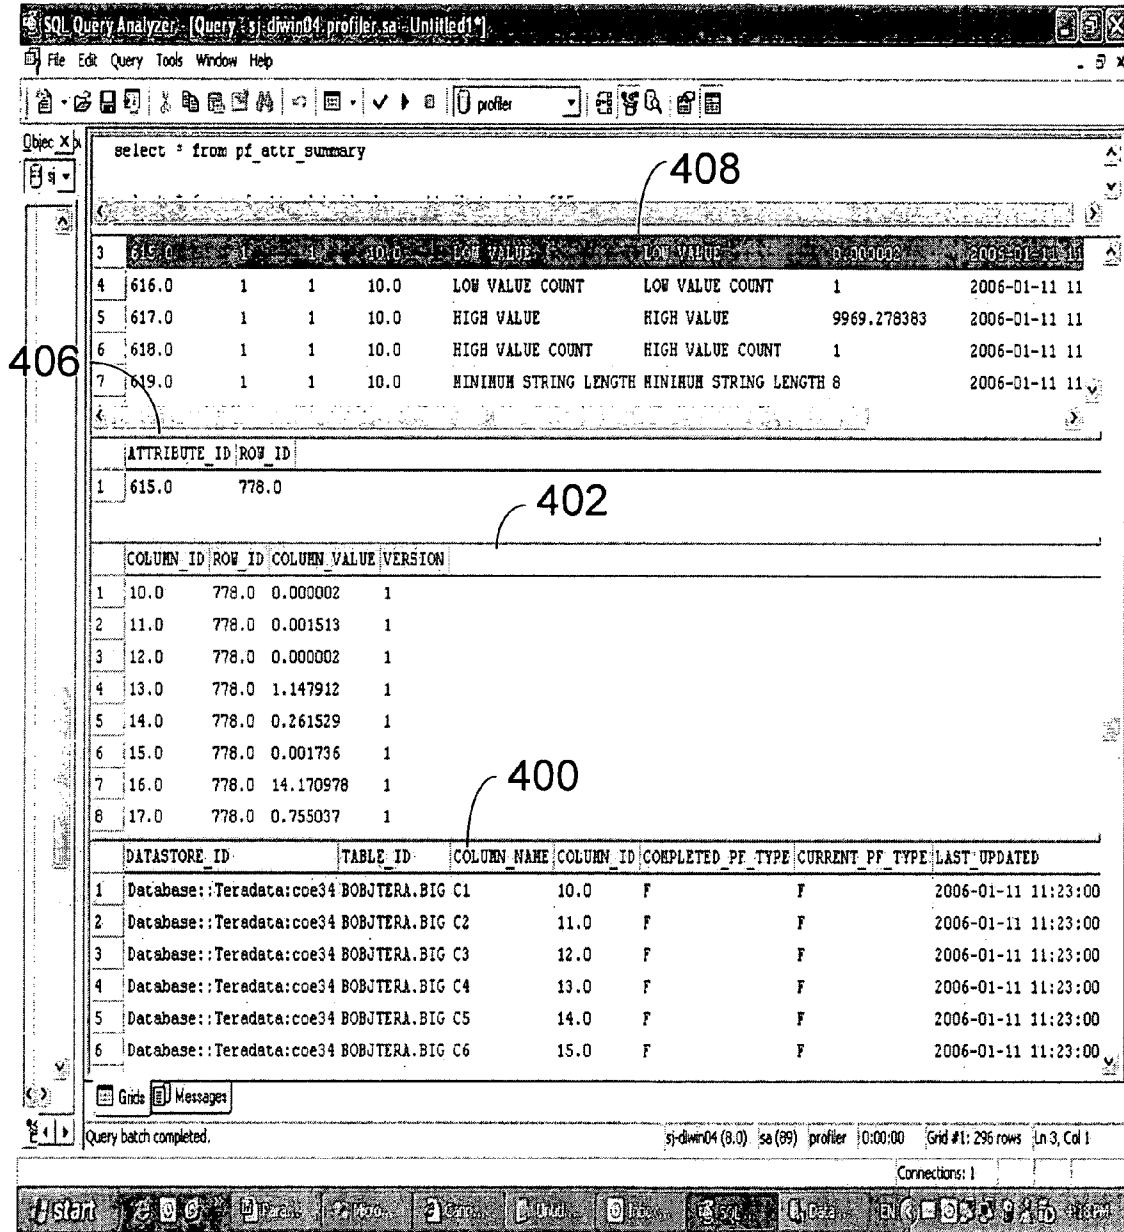 SQL Query Analyzer - [Query - sj-diwin04.profiler.sa - Untitled1*]
File Edit Query Tools Window Help
profiler
Objec X
sj
select * from pf_attr_summary
408
3 615.0 1 1 10.0 LOW VALUE LOW VALUE 0.000002 2006-01-11 11
4 616.0 1 1 10.0 LOW VALUE COUNT LOW VALUE COUNT 1 2006-01-11 11
5 617.0 1 1 10.0 HIGH VALUE HIGH VALUE 9969.278383 2006-01-11 11
6 618.0 1 1 10.0 HIGH VALUE COUNT HIGH VALUE COUNT 1 2006-01-11 11
406
7 619.0 1 1 10.0 MINIMUM STRING LENGTH MINIMUM STRING LENGTH 8 2006-01-11 11
ATTRIBUTE_ID ROW_ID
1 615.0 778.0
402
COLUMN_ID ROW_ID COLUMN_VALUE VERSION
1 10.0 778.0 0.000002 1
2 11.0 778.0 0.001513 1
3 12.0 778.0 0.000002 1
4 13.0 778.0 1.147912 1
5 14.0 778.0 0.261529 1
6 15.0 778.0 0.001736 1
7 16.0 778.0 14.170978 1
8 17.0 778.0 0.755037 1
400
DATASTORE_ID TABLE_ID COLUMN_NAME COLUMN_ID COMPLETED_PF_TYPE CURRENT_PF_TYPE LAST_UPDATED
1 Database::Teradata:coe34 BOBJTERA.BIG C1 10.0 F F 2006-01-11 11:23:00
2 Database::Teradata:coe34 BOBJTERA.BIG C2 11.0 F F 2006-01-11 11:23:00
3 Database::Teradata:coe34 BOBJTERA.BIG C3 12.0 F F 2006-01-11 11:23:00
4 Database::Teradata:coe34 BOBJTERA.BIG C4 13.0 F F 2006-01-11 11:23:00
5 Database::Teradata:coe34 BOBJTERA.BIG C5 14.0 F F 2006-01-11 11:23:00
6 Database::Teradata:coe34 BOBJTERA.BIG C6 15.0 F F 2006-01-11 11:23:00
Grids Messages
Query batch completed. sj-diwin04 (8.0) sa (89) profiler 0:00:00 Grid #1: 296 rows Ln 3, Col 1
Connections: 1
start SQL EN